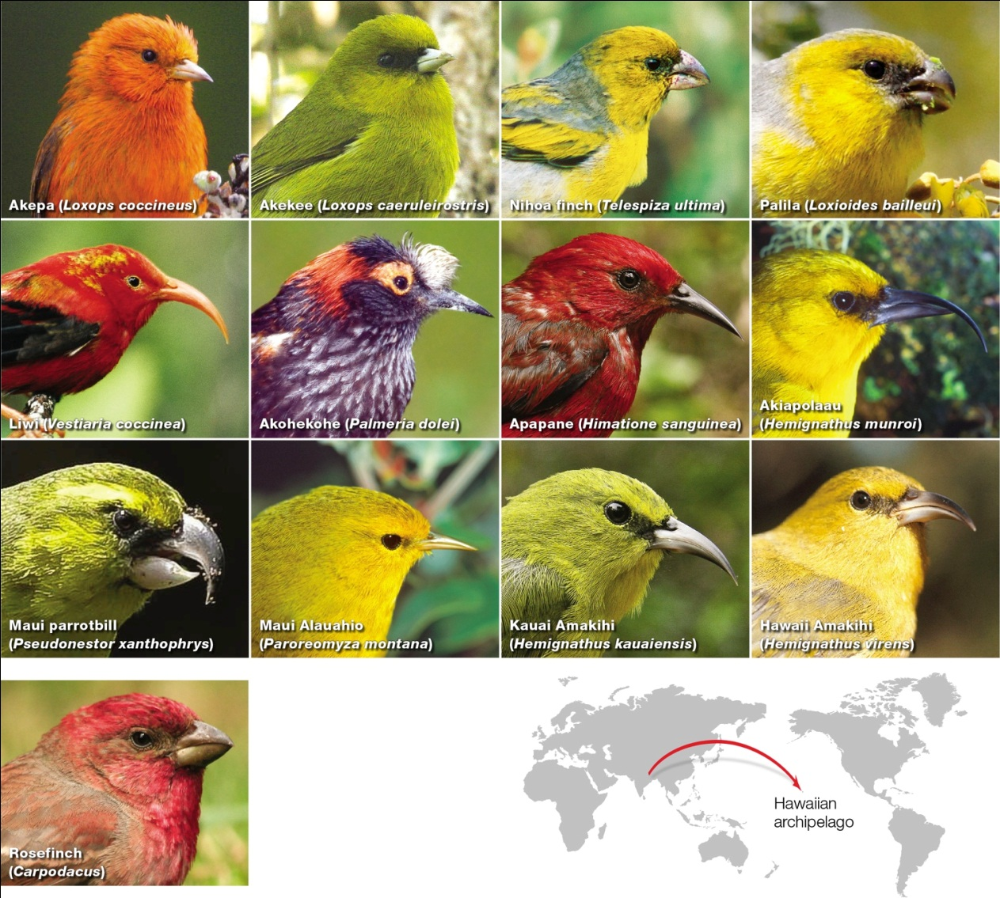 Akepa (Loxops coccineus)
Akekee (Loxops caeruleirostris)
Nihoa finch (Telespiza ultima)
Palila (Loxioides bailleui)
Liwi (Vestiaria coccinea)
Akohekohe (Palmeria dolei)
Apapane (Himatione sanguinea)
Akiapolaau
(Hemignathus munroi)
Maui parrotbill
(Pseudonestor xanthophrys)
Maui Alauahio
(Paroreomyza montana)
Kauai Amakihi
(Hemignathus kauaiensis)
Hawaii Amakihi
(Hemignathus virens)
Rosefinch
(Carpodacus)
Hawaiian
archipelago